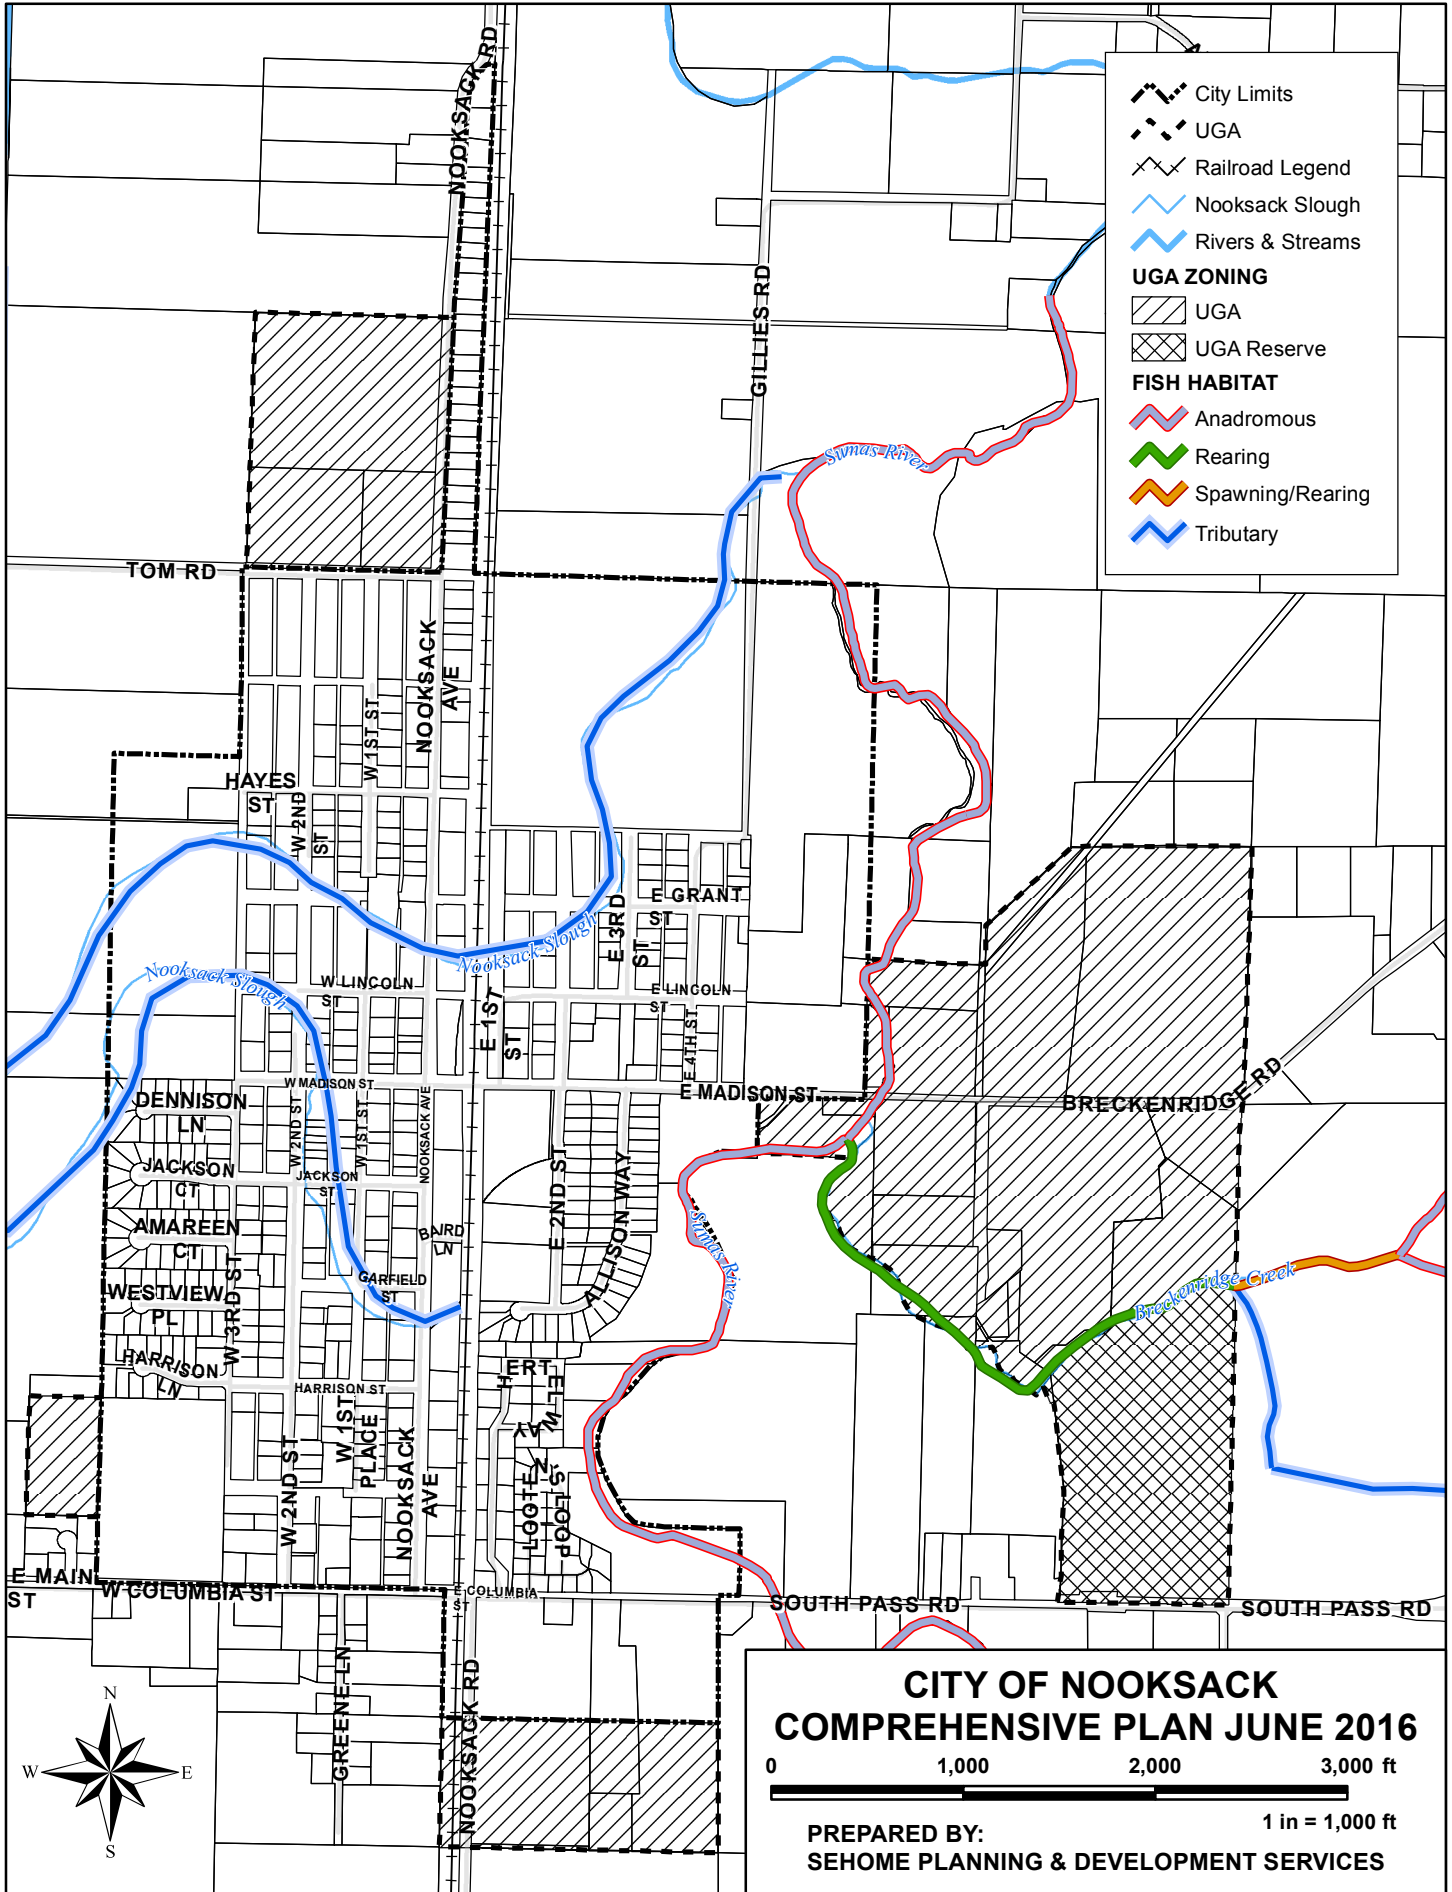 City Limits
UGA
Railroad Legend
Nooksack Slough
Rivers & Streams
UGA ZONING
UGA
UGA Reserve
FISH HABITAT
Anadromous
Rearing
Spawning/Rearing
Tributary
NOOKSACK RD
GILLIES RD
Sumas River
TOM RD
NOOKSACK
AVE
W 1ST ST
HAYES
ST
W 2ND
ST
E GRANT
ST
E 3RD
ST
Nooksack Slough
Nooksack Slough
W LINCOLN
ST
E LINCOLN
ST
E 1ST
ST
E 4TH ST
W MADISON ST
E MADISON ST
BRECKENRIDGE RD
DENNISON
LN
W 2ND ST
W 1ST ST
NOOKSACK AVE
JACKSON
CT
JACKSON
ST
E 2ND ST
ALLISON WAY
AMAREEN
CT
BAIRD
LN
Sumas River
W 3RD ST
GARFIELD
ST
WESTVIEW
PL
Breckenridge Creek
HARRISON
LN
HARRISON ST
HERTEL WAY
W 1ST
PLACE
W 2ND ST
NOOKSACK
AVE
LOOTEN'S LOOP
E MAIN
ST
W COLUMBIA ST
E COLUMBIA
ST
SOUTH PASS RD
SOUTH PASS RD
GREENE LN
NOOKSACK RD
N
W
E
S
CITY OF NOOKSACK
COMPREHENSIVE PLAN JUNE 2016
0 1,000 2,000 3,000 ft
1 in = 1,000 ft
PREPARED BY:
SEHOME PLANNING & DEVELOPMENT SERVICES